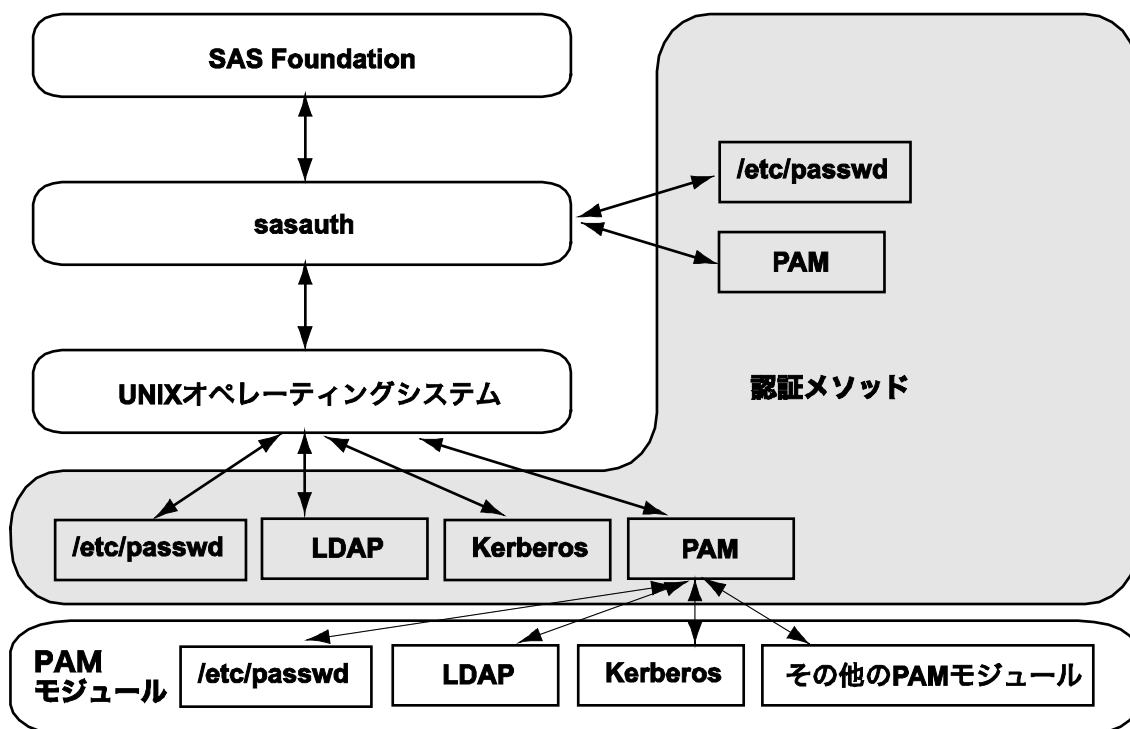 SAS Foundation
sasauth
/etc/passwd
PAM
UNIXオペレーティングシステム
認証メソッド
/etc/passwd
LDAP
Kerberos
PAM
PAM
モジュール
/etc/passwd
LDAP
Kerberos
その他のPAMモジュール